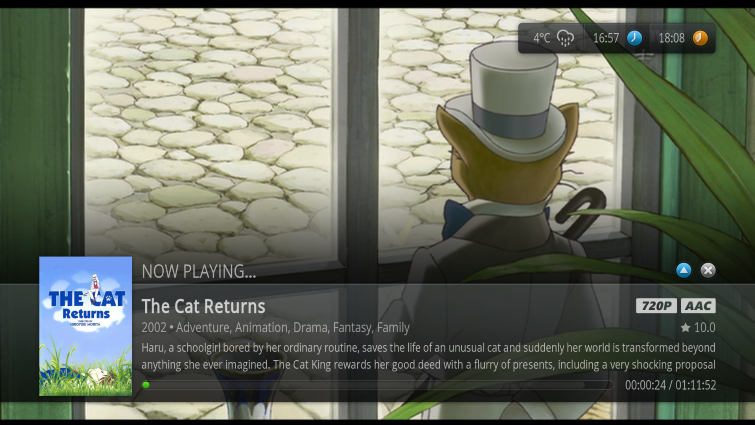 4°C 16:57 18:08
NOW PLAYING...
THE CAT
Returns
The Cat Returns
720P AAC
2002 • Adventure, Animation, Drama, Fantasy, Family
10.0
Haru, a schoolgirl bored by her ordinary routine, saves the life of an unusual cat and suddenly her world is transformed beyond
anything she ever imagined. The Cat King rewards her good deed with a flurry of presents, including a very shocking proposal
00:00:24 / 01:11:52